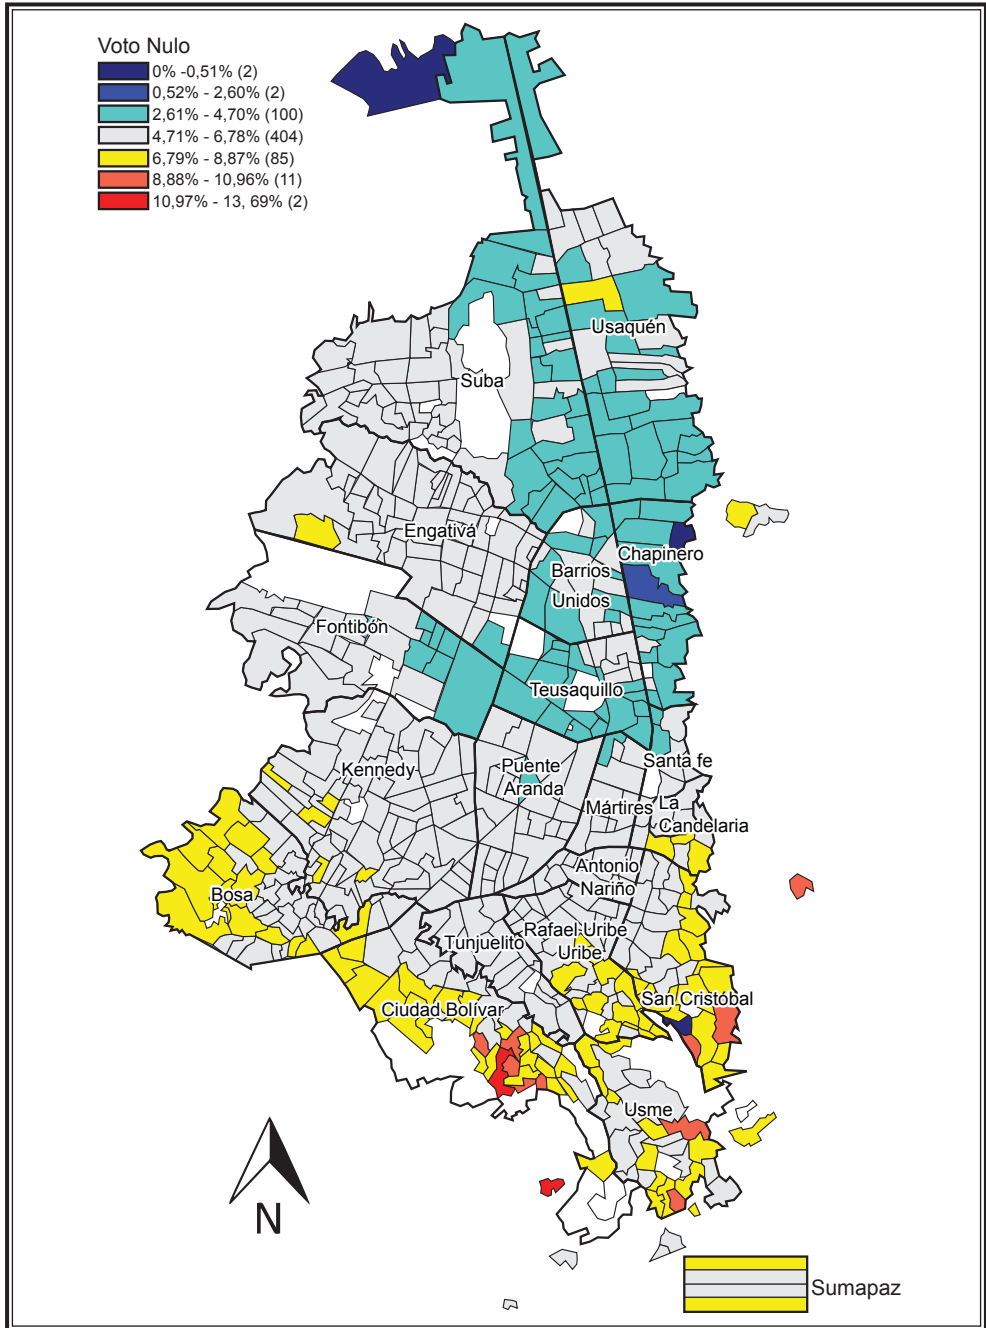 Voto Nulo
0% -0,51% (2)
0,52% - 2,60% (2)
2,61% - 4,70% (100)
4,71% - 6,78% (404)
6,79% - 8,87% (85)
8,88% - 10,96% (11)
10,97% - 13, 69% (2)
Usaquén
Suba
Engativá
Chapinero
Barrios
Unidos
Fontibón
Teusaquillo
Santa fe
Kennedy
Puente
Aranda
Mártires
La
Candelaria
Antonio
Nariño
Bosa
Rafael Uribe
Uribe
Tunjuelito
San Cristóbal
Ciudad Bolívar
Usme
N
Sumapaz